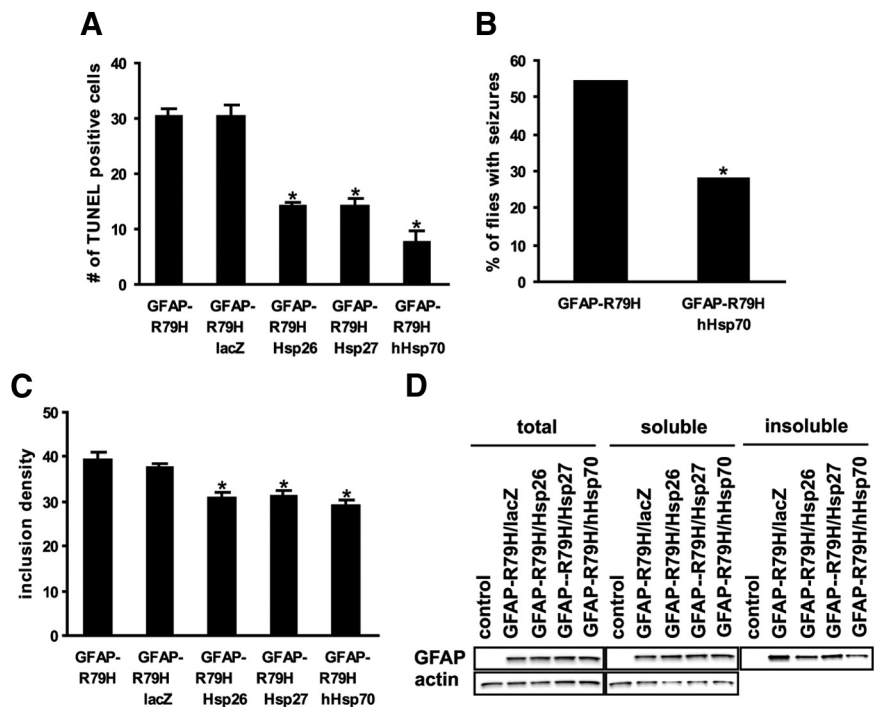 A
# of TUNEL positive cells
40
30
20
10
0
GFAP- GFAP- GFAP- GFAP- GFAP-
R79H R79H R79H R79H R79H
lacZ Hsp26 Hsp27 hHsp70
* * *
B
% of flies with seizures
60
50
40
30
20
10
0
*
GFAP-R79H GFAP-R79H
hHsp70
C
inclusion density
50
40
30
20
10
0
* * *
GFAP- GFAP- GFAP- GFAP- GFAP-
R79H R79H R79H R79H R79H
lacZ Hsp26 Hsp27 hHsp70
D
total soluble insoluble
control
GFAP-R79H/lacZ
GFAP-R79H/Hsp26
GFAP--R79H/Hsp27
GFAP-R79H/hHsp70
control
GFAP-R79H/lacZ
GFAP-R79H/Hsp26
GFAP--R79H/Hsp27
GFAP-R79H/hHsp70
control
GFAP-R79H/lacZ
GFAP-R79H/Hsp26
GFAP--R79H/Hsp27
GFAP-R79H/hHsp70
GFAP
actin